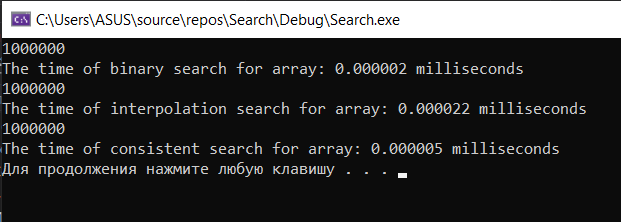 C:\Users\ASUS\source\repos\Search\Debug\Search.exe
1000000
The time of binary search for array: 0.000002 milliseconds
1000000
The time of interpolation search for array: 0.000022 milliseconds
1000000
The time of consistent search for array: 0.000005 milliseconds
Для продолжения нажмите любую клавишу . . .